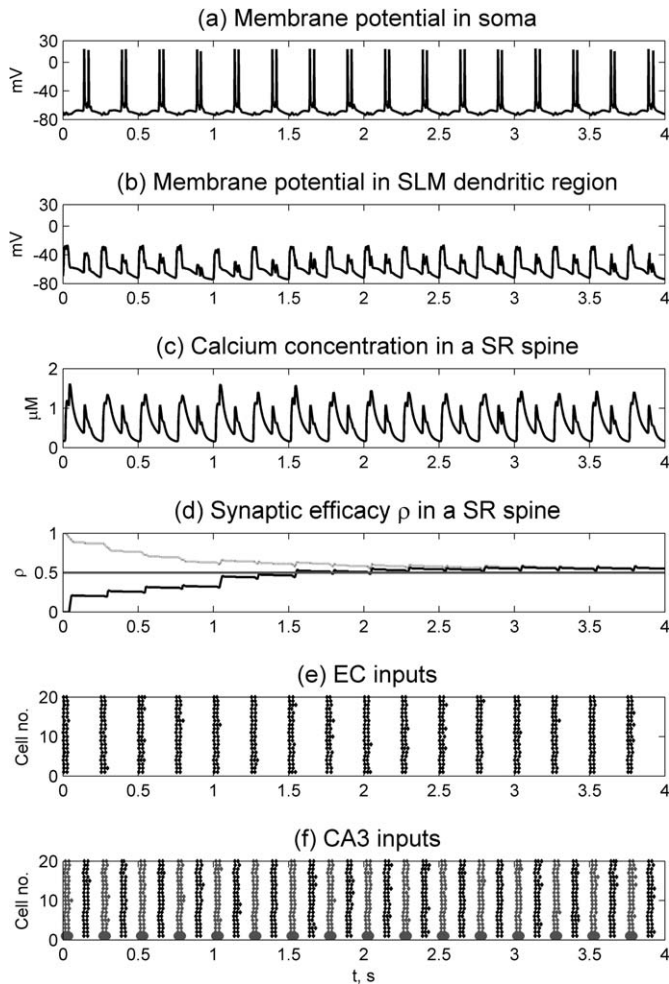 (a) Membrane potential in soma
30
0
-40
-80
mV
0 0.5 1 1.5 2 2.5 3 3.5 4
(b) Membrane potential in SLM dendritic region
30
0
-40
-80
mV
0 0.5 1 1.5 2 2.5 3 3.5 4
(c) Calcium concentration in a SR spine
2
1
0
μM
0 0.5 1 1.5 2 2.5 3 3.5 4
(d) Synaptic efficacy ρ in a SR spine
1
0.5
0
ρ
0 0.5 1 1.5 2 2.5 3 3.5 4
(e) EC inputs
20
10
0
Cell no.
0 0.5 1 1.5 2 2.5 3 3.5 4
(f) CA3 inputs
20
10
0
Cell no.
0 0.5 1 1.5 2 2.5 3 3.5 4
t, s